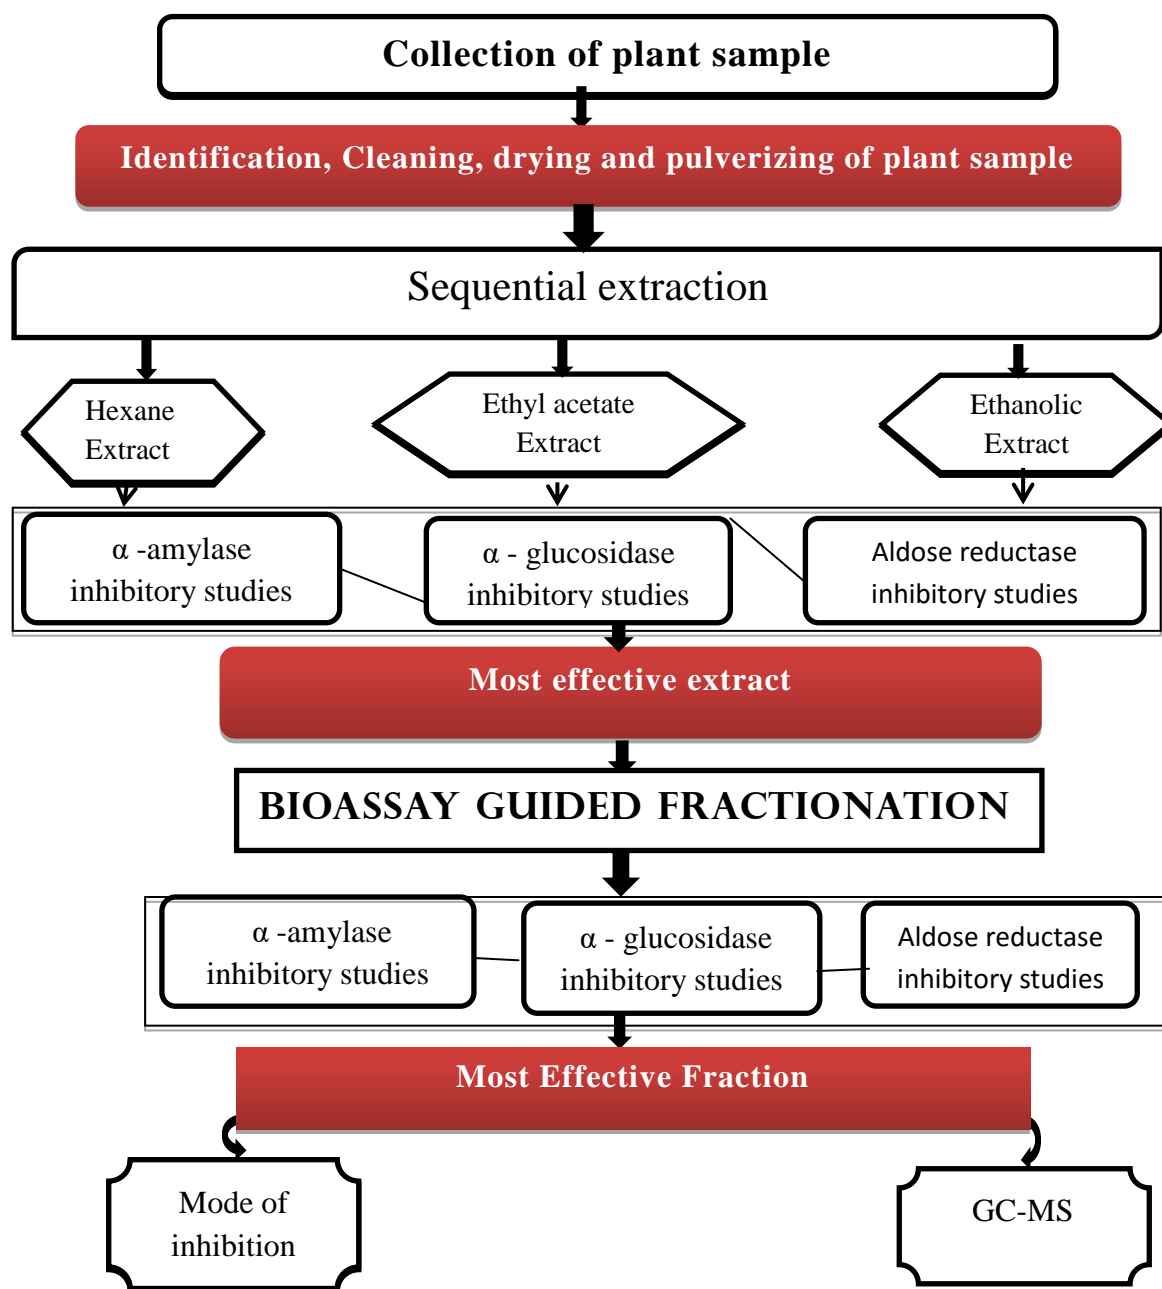 Collection of plant sample
Identification, Cleaning, drying and pulverizing of plant sample
Sequential extraction
Hexane
Extract
Ethyl acetate
Extract
Ethanolic
Extract
α -amylase
inhibitory studies
α - glucosidase
inhibitory studies
Aldose reductase
inhibitory studies
Most effective extract
BIOASSAY GUIDED FRACTIONATION
α -amylase
inhibitory studies
α - glucosidase
inhibitory studies
Aldose reductase
inhibitory studies
Most Effective Fraction
Mode of
inhibition
GC-MS